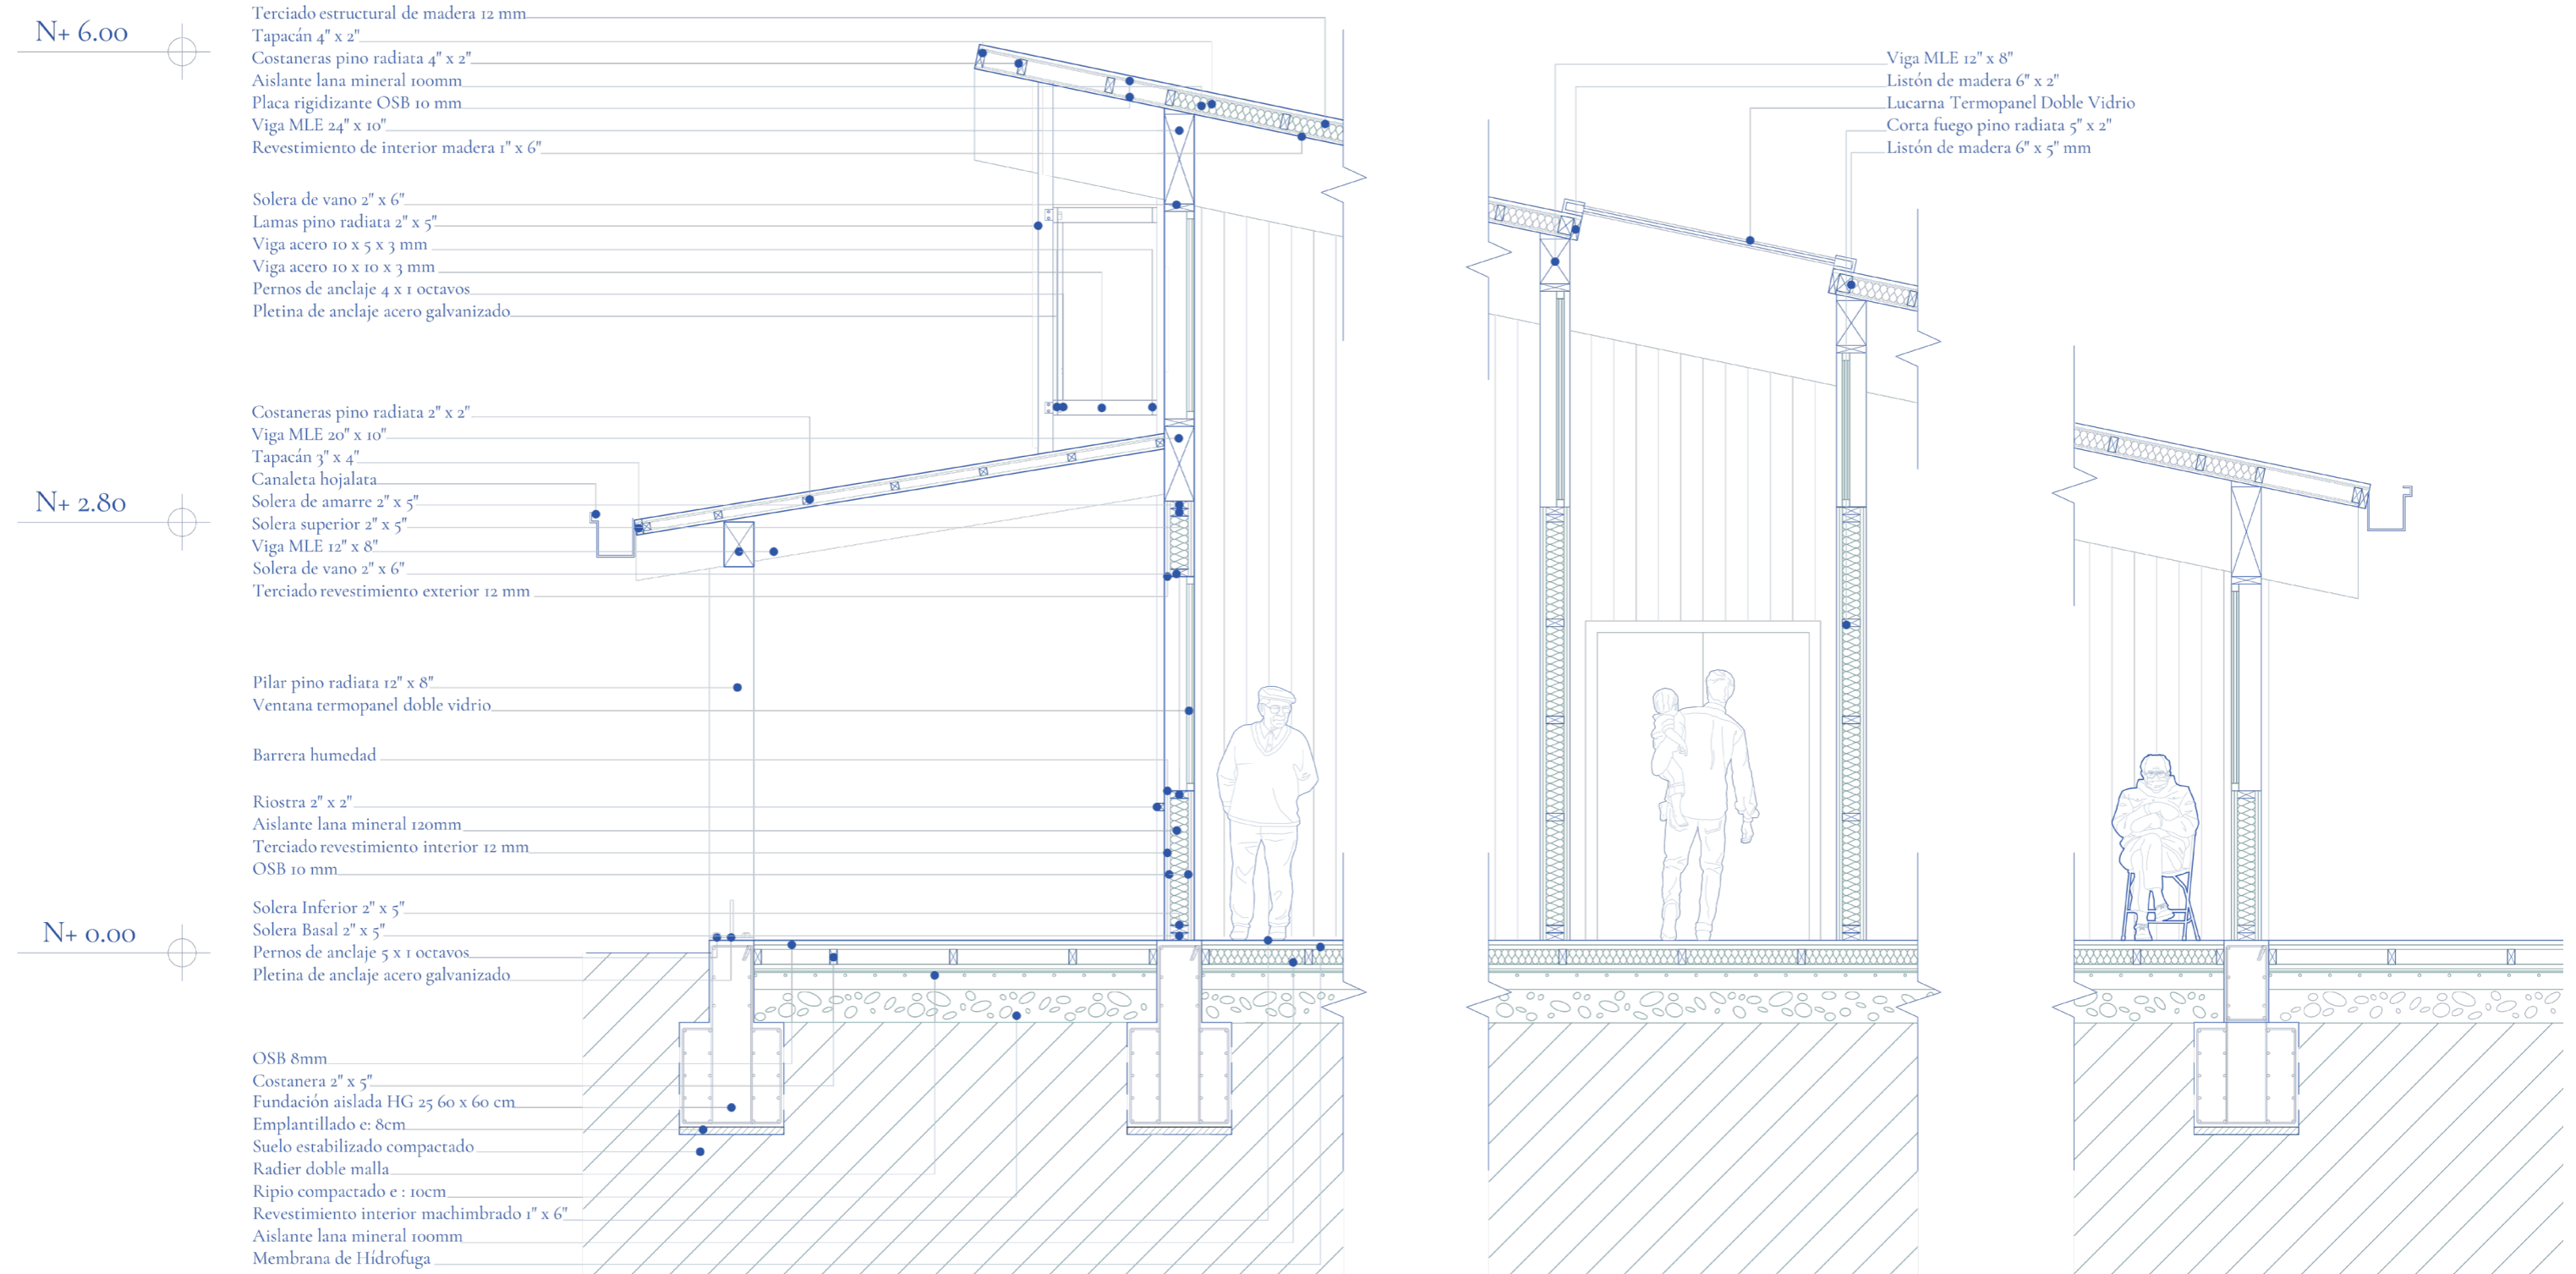 N+ 6.00
Terciado estructural de madera 12 mm
Tapacán 4" x 2"
Costaneras pino radiata 4" x 2"
Aislante lana mineral 100mm
Placa rigidizante OSB 10 mm
Viga MLE 24" x 10"
Revestimiento de interior madera 1" x 6"
Solera de vano 2" x 6"
Lamas pino radiata 2" x 5"
Viga acero 10 x 5 x 3 mm
Viga acero 10 x 10 x 3 mm
Pernos de anclaje 4 x 1 octavos
Pletina de anclaje acero galvanizado
N+ 2.80
Costaneras pino radiata 2" x 2"
Viga MLE 20" x 10"
Tapacán 3" x 4"
Canaleta hojalata
Solera de amarre 2" x 5"
Solera superior 2" x 5"
Viga MLE 12" x 8"
Solera de vano 2" x 6"
Terciado revestimiento exterior 12 mm
Pilar pino radiata 12" x 8"
Ventana termopanel doble vidrio
Barrera humedad
Riostra 2" x 2"
Aislante lana mineral 120mm
Terciado revestimiento interior 12 mm
OSB 10 mm
N+ 0.00
Solera Inferior 2" x 5"
Solera Basal 2" x 5"
Pernos de anclaje 5 x 1 octavos
Pletina de anclaje acero galvanizado
OSB 8mm
Costanera 2" x 5"
Fundación aislada HG 25 60 x 60 cm
Emplantillado e: 8cm
Suelo estabilizado compactado
Radier doble malla
Ripio compactado e : 10cm
Revestimiento interior machimbrado 1" x 6"
Aislante lana mineral 100mm
Membrana de Hídrofuga
Viga MLE 12" x 8"
Listón de madera 6" x 2"
Lucarna Termopanel Doble Vidrio
Corta fuego pino radiata 5" x 2"
Listón de madera 6" x 5" mm